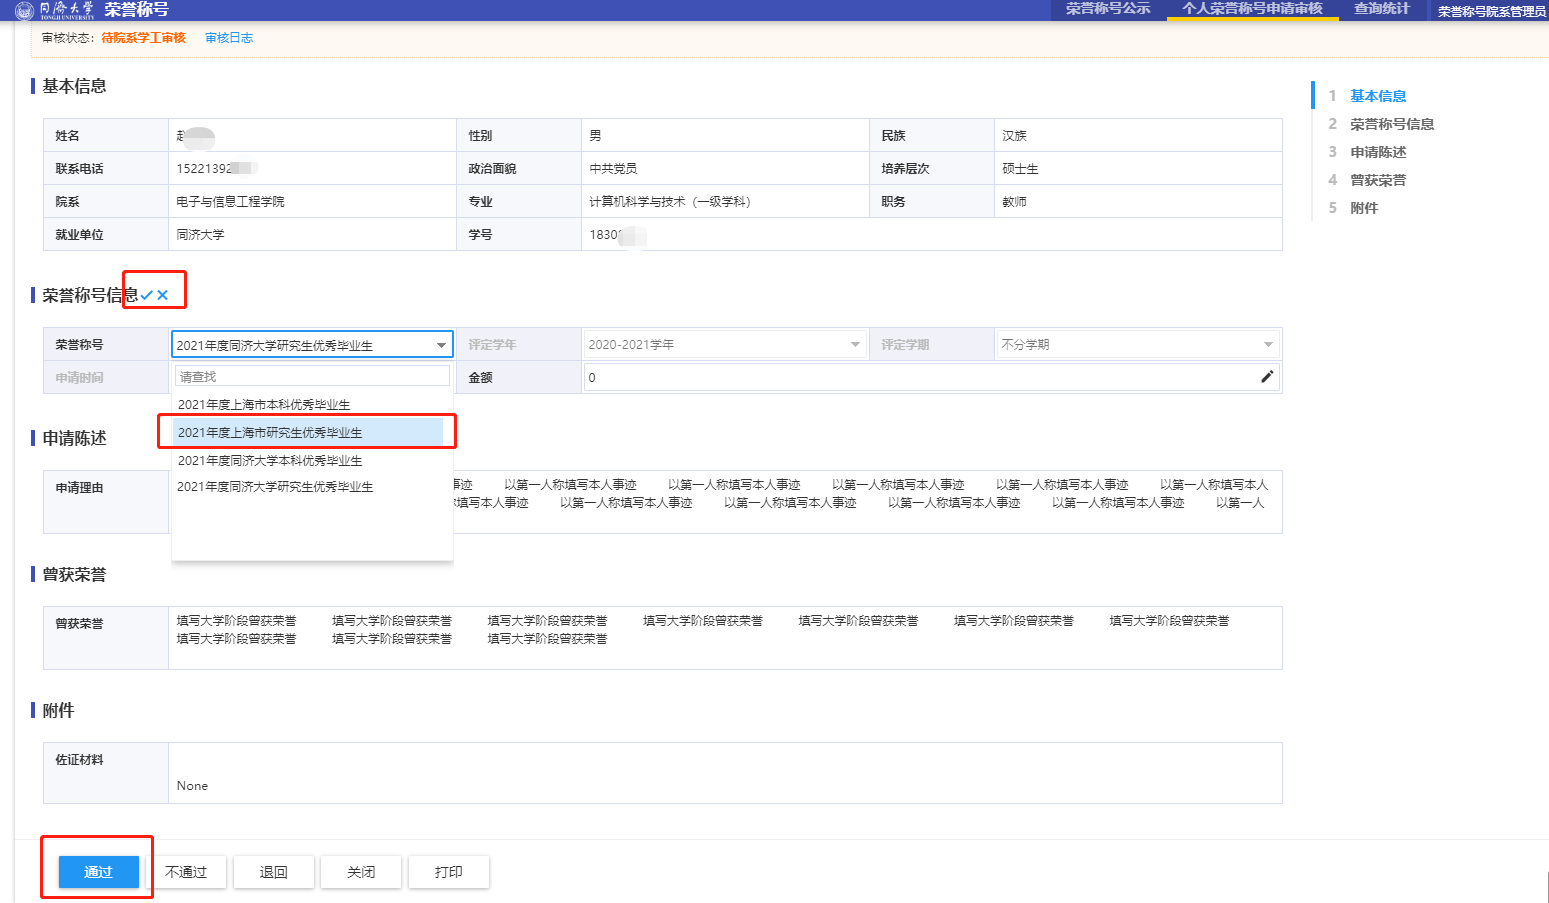 同济大学 荣誉称号 荣誉称号公示 个人荣誉称号申请审核 查询统计 荣誉称号院系管理员
TONGJI UNIVERSITY
审核状态: 待院系学工审核 审核日志
基本信息
姓名 性别 男 民族 汉族
联系电话 15221392 政治面貌 中共党员 培养层次 硕士生
院系 电子与信息工程学院 专业 计算机科学与技术（一级学科） 职务 教师
就业单位 同济大学 学号 1830
1 基本信息
2 荣誉称号信息
3 申请陈述
4 曾获荣誉
5 附件
荣誉称号信息
荣誉称号 2021年度同济大学研究生优秀毕业生 评定学年 2020-2021学年 评定学期 不分学期
申请时间 请查找 金额 0
2021年度上海市本科优秀毕业生
2021年度上海市研究生优秀毕业生
2021年度同济大学本科优秀毕业生
2021年度同济大学研究生优秀毕业生
申请陈述
申请理由 事迹 以第一人称填写本人事迹 以第一人称填写本人事迹 以第一人称填写本人事迹 以第一人称填写本人事迹 以第一人称填写本人
填写本人事迹 以第一人称填写本人事迹 以第一人称填写本人事迹 以第一人称填写本人事迹 以第一人称填写本人事迹 以第一人
曾获荣誉
曾获荣誉 填写大学阶段曾获荣誉 填写大学阶段曾获荣誉 填写大学阶段曾获荣誉 填写大学阶段曾获荣誉 填写大学阶段曾获荣誉 填写大学阶段曾获荣誉 填写大学阶段曾获荣誉
填写大学阶段曾获荣誉 填写大学阶段曾获荣誉 填写大学阶段曾获荣誉
附件
佐证材料
None
通过 不通过 退回 关闭 打印